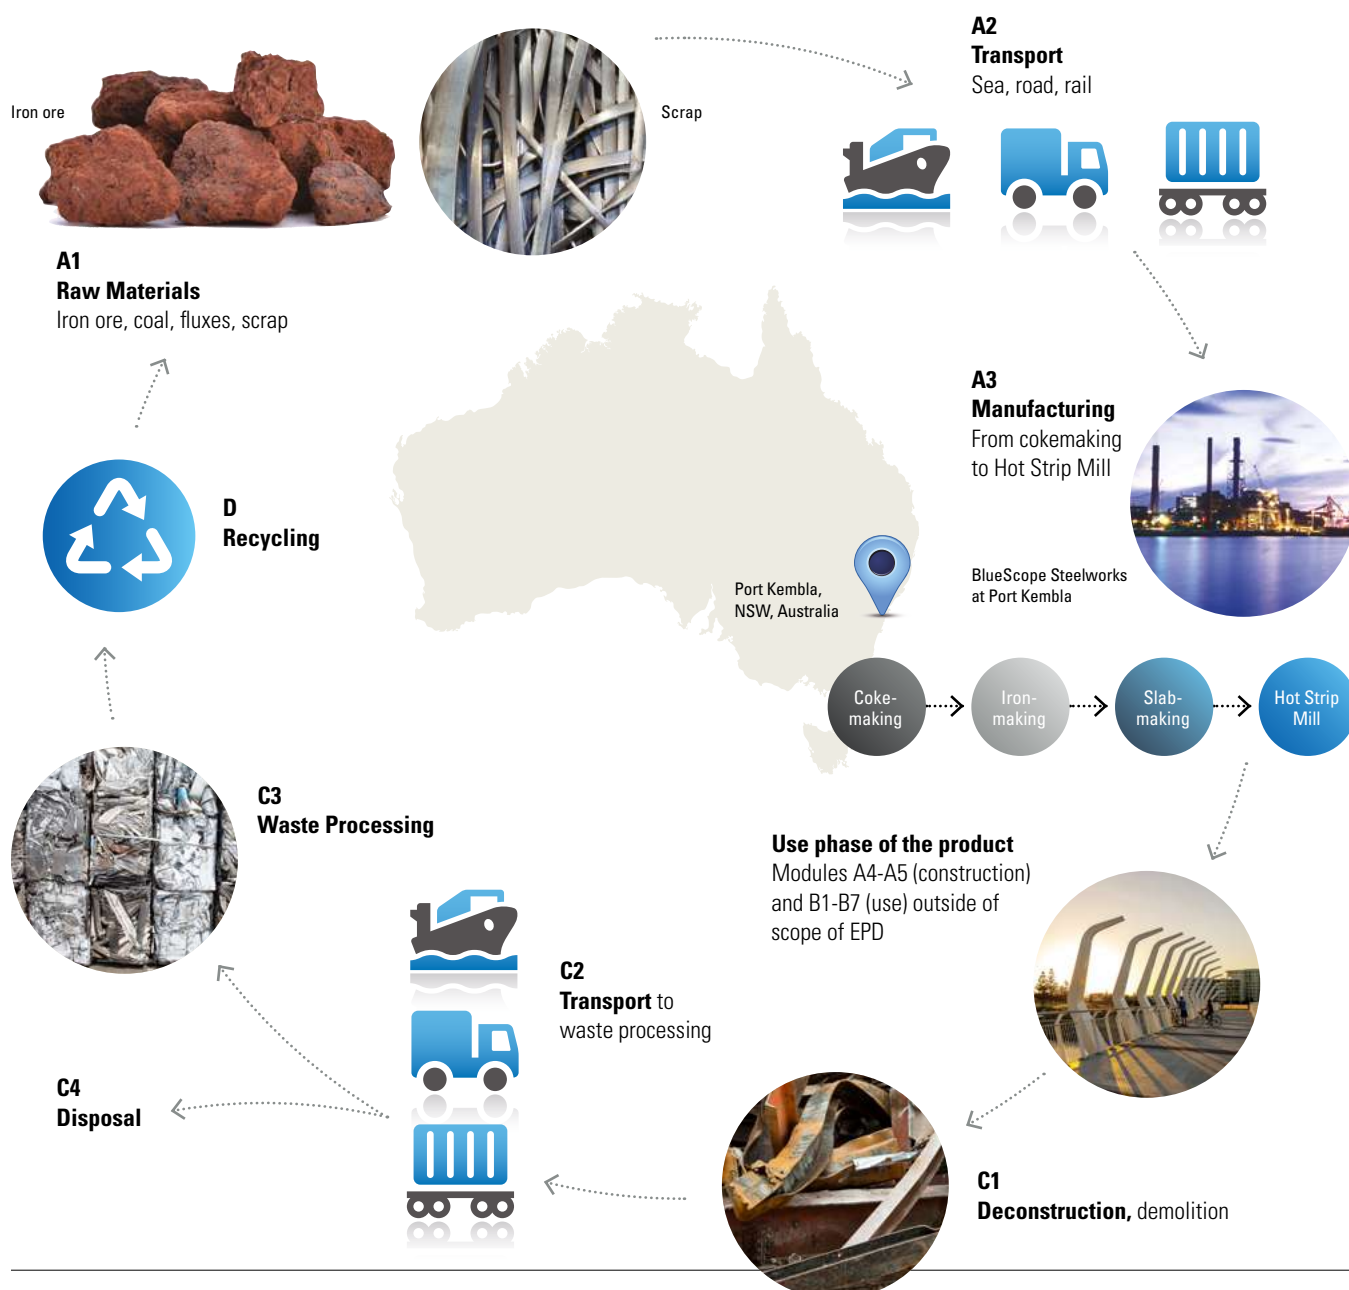 Iron ore
Scrap
A1
Raw Materials
Iron ore, coal, fluxes, scrap
A2
Transport
Sea, road, rail
A3
Manufacturing
From cokemaking
to Hot Strip Mill
BlueScope Steelworks
at Port Kembla
Port Kembla,
NSW, Australia
Coke-
making
Iron-
making
Slab-
making
Hot Strip
Mill
Use phase of the product
Modules A4-A5 (construction)
and B1-B7 (use) outside of
scope of EPD
C1
Deconstruction, demolition
C2
Transport to
waste processing
C3
Waste Processing
C4
Disposal
D
Recycling